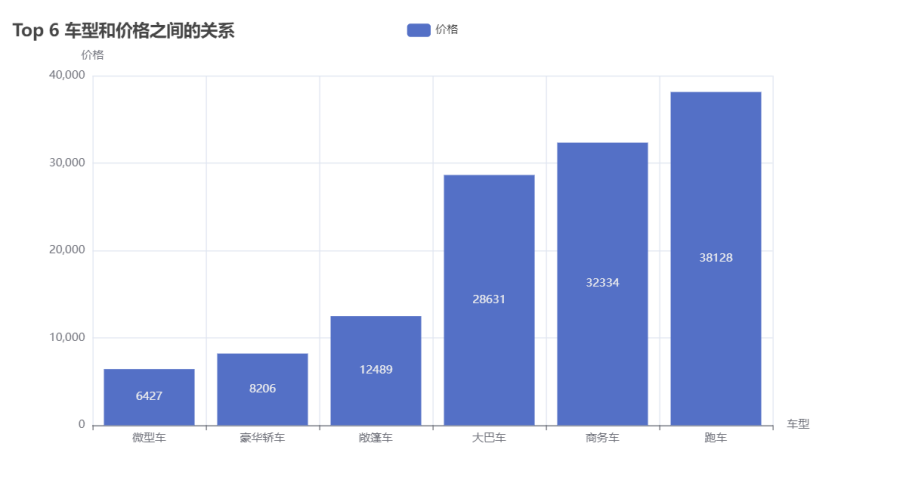 Top 6 车型和价格之间的关系
价格
价格
40,000
30,000
20,000
10,000
0
6427
8206
12489
28631
32334
38128
微型车
豪华轿车
敞篷车
大巴车
商务车
跑车
车型